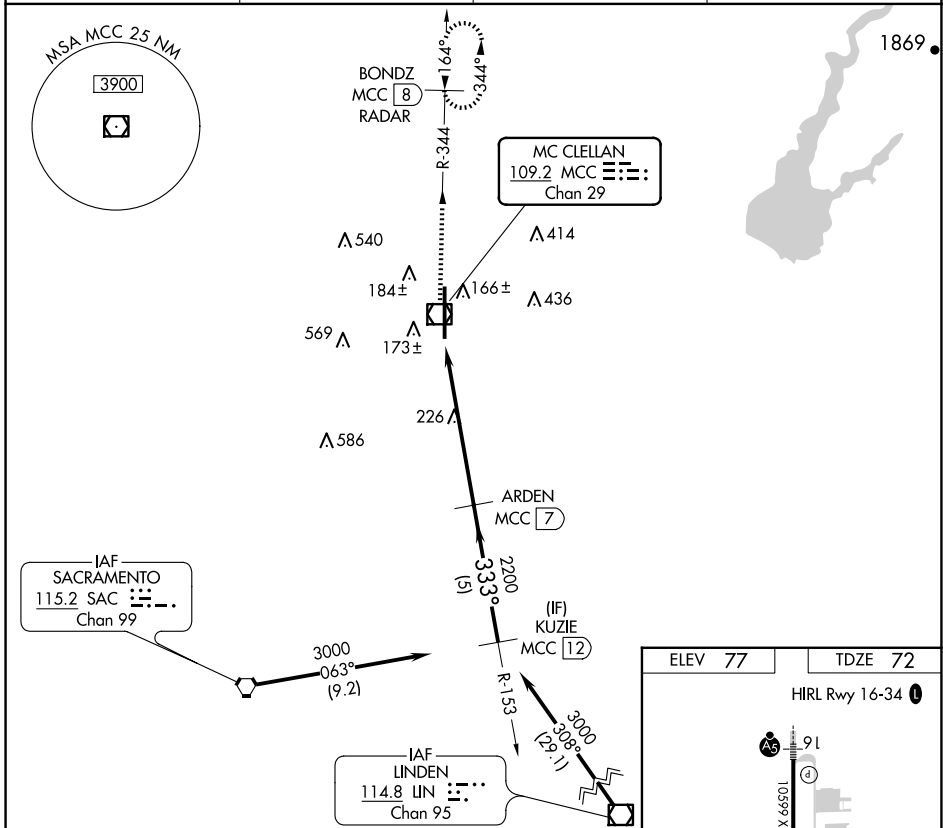 MSA MCC 25 NM
3900
1869
BONDZ
MCC 8
RADAR
164°
344°
R-344
MC CLELLAN
109.2 MCC
Chan 29
540
414
184±
166±
436
569
173±
226
586
ARDEN
MCC 7
2200
333°
(5)
IAF
SACRAMENTO
115.2 SAC
Chan 99
(IF)
KUZIE
MCC 12
3000
063°
(9.2)
R-153
3000
308°
(29.1)
IAF
LINDEN
114.8 LIN
Chan 95
ELEV 77
TDZE 72
HIRL Rwy 16-34 L
A5
16
P
10599 X